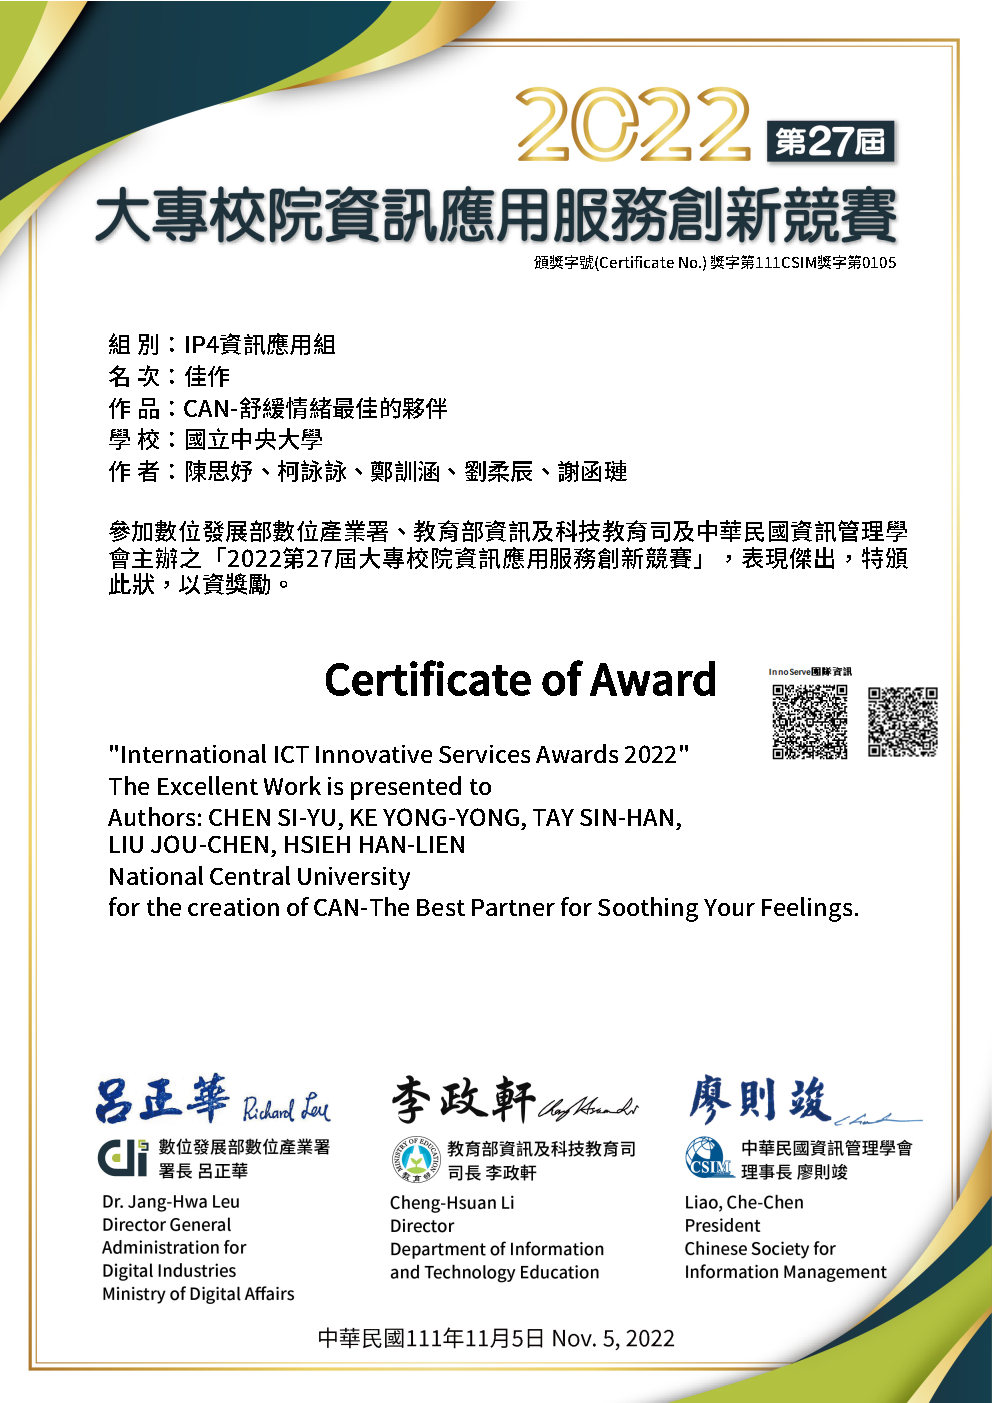 2022 第27屆
大專校院資訊應用服務創新競賽
頒獎字號(Certificate No.) 獎字第111CSIM獎字第0105
組 別：IP4資訊應用組
名 次：佳作
作 品：CAN-舒緩情緒最佳的夥伴
學 校：國立中央大學
作 者：陳思妤、柯詠詠、鄭訓涵、劉柔辰、謝函璉
參加數位發展部數位產業署、教育部資訊及科技教育司及中華民國資訊管理學
會主辦之「2022第27屆大專校院資訊應用服務創新競賽」，表現傑出，特頒
此狀，以資獎勵。
Certificate of Award
InnoServe團隊資訊
"International ICT Innovative Services Awards 2022"
The Excellent Work is presented to
Authors: CHEN SI-YU, KE YONG-YONG, TAY SIN-HAN,
LIU JOU-CHEN, HSIEH HAN-LIEN
National Central University
for the creation of CAN-The Best Partner for Soothing Your Feelings.
呂正華 Richard Leu
數位發展部數位產業署
署長 呂正華
Dr. Jang-Hwa Leu
Director General
Administration for
Digital Industries
Ministry of Digital Affairs
李政軒
MINISTRY OF EDUCATION
教育部
教育部資訊及科技教育司
司長 李政軒
Cheng-Hsuan Li
Director
Department of Information
and Technology Education
廖則竣
CSIM
中華民國資訊管理學會
理事長 廖則竣
Liao, Che-Chen
President
Chinese Society for
Information Management
中華民國111年11月5日 Nov. 5, 2022